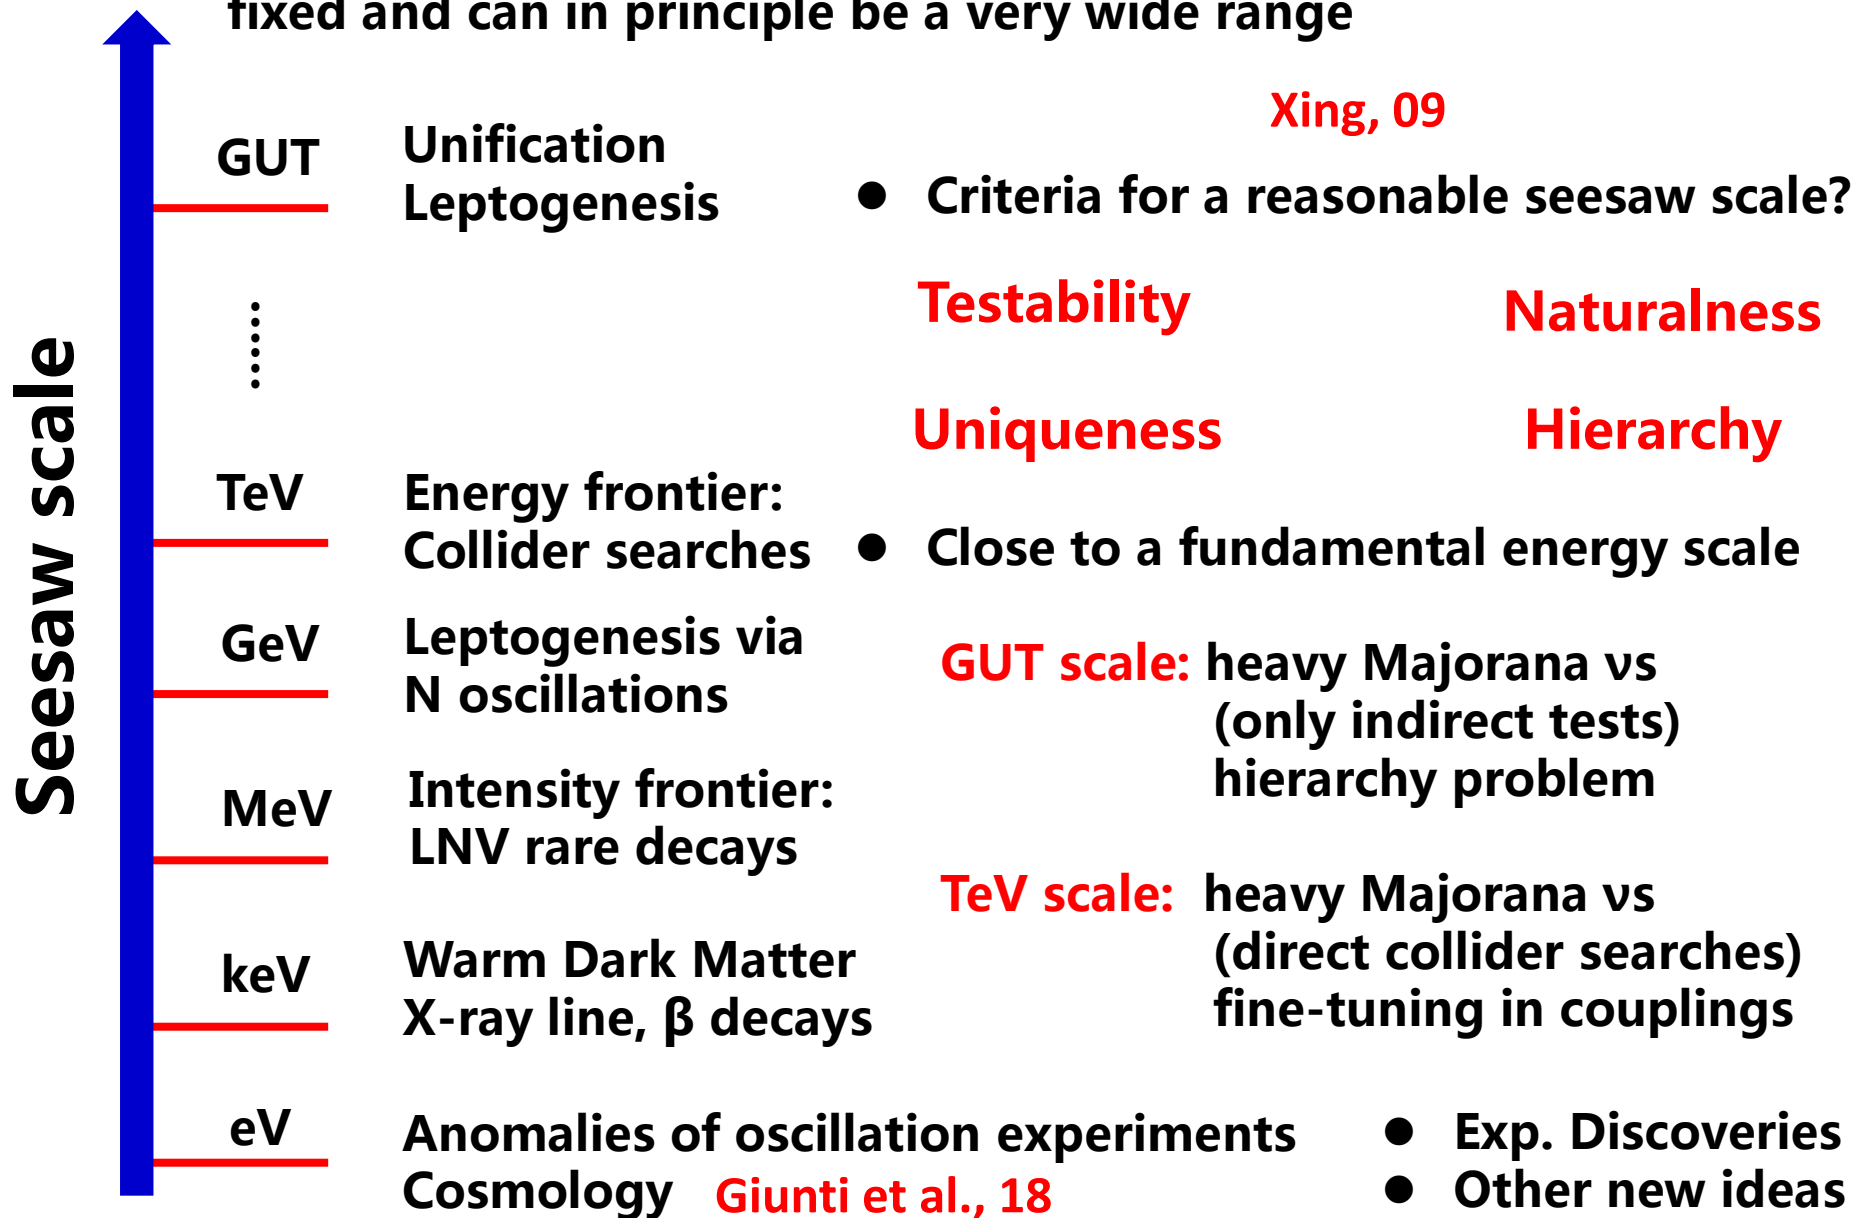 fixed and can in principle be a very wide range
Seesaw scale
GUT
Unification
Leptogenesis
......
TeV
Energy frontier:
Collider searches
GeV
Leptogenesis via
N oscillations
MeV
Intensity frontier:
LNV rare decays
keV
Warm Dark Matter
X-ray line, β decays
eV
Anomalies of oscillation experiments
Cosmology Giunti et al., 18
Xing, 09
● Criteria for a reasonable seesaw scale?
Testability Naturalness
Uniqueness Hierarchy
● Close to a fundamental energy scale
GUT scale: heavy Majorana νs
(only indirect tests)
hierarchy problem
TeV scale: heavy Majorana νs
(direct collider searches)
fine-tuning in couplings
● Exp. Discoveries
● Other new ideas